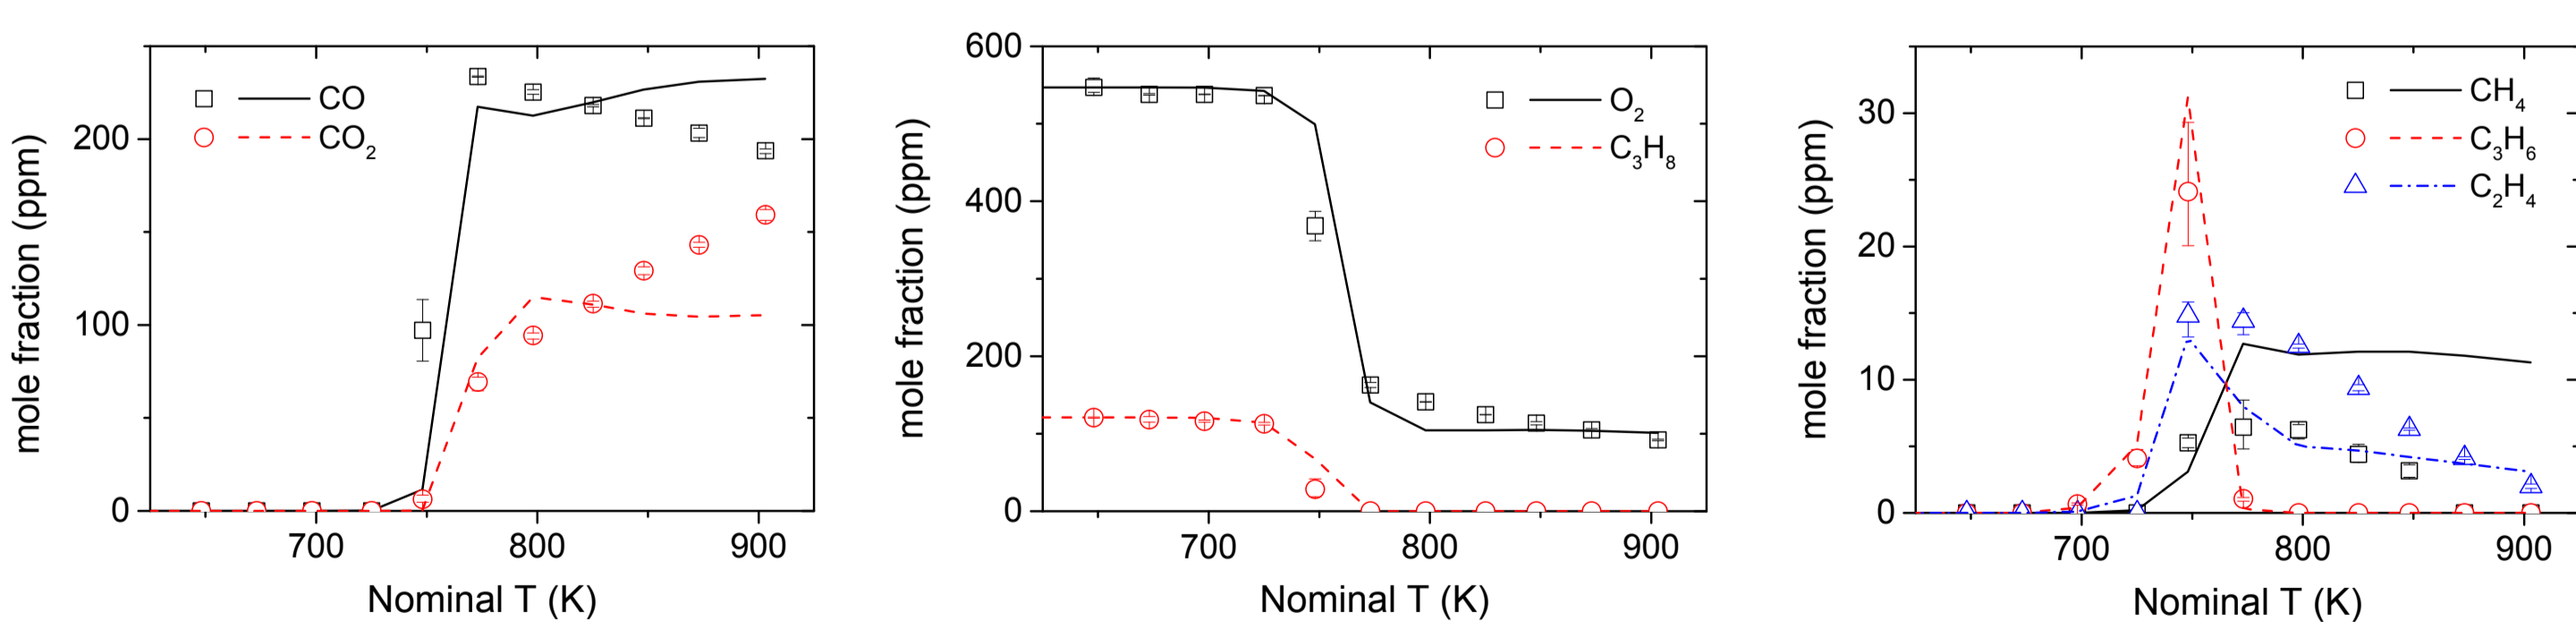 mole fraction (ppm)
200
100
0
CO
CO2
700
800
900
Nominal T (K)
mole fraction (ppm)
600
400
200
0
O2
C3H8
700
800
900
Nominal T (K)
mole fraction (ppm)
30
20
10
0
CH4
C3H6
C2H4
700
800
900
Nominal T (K)